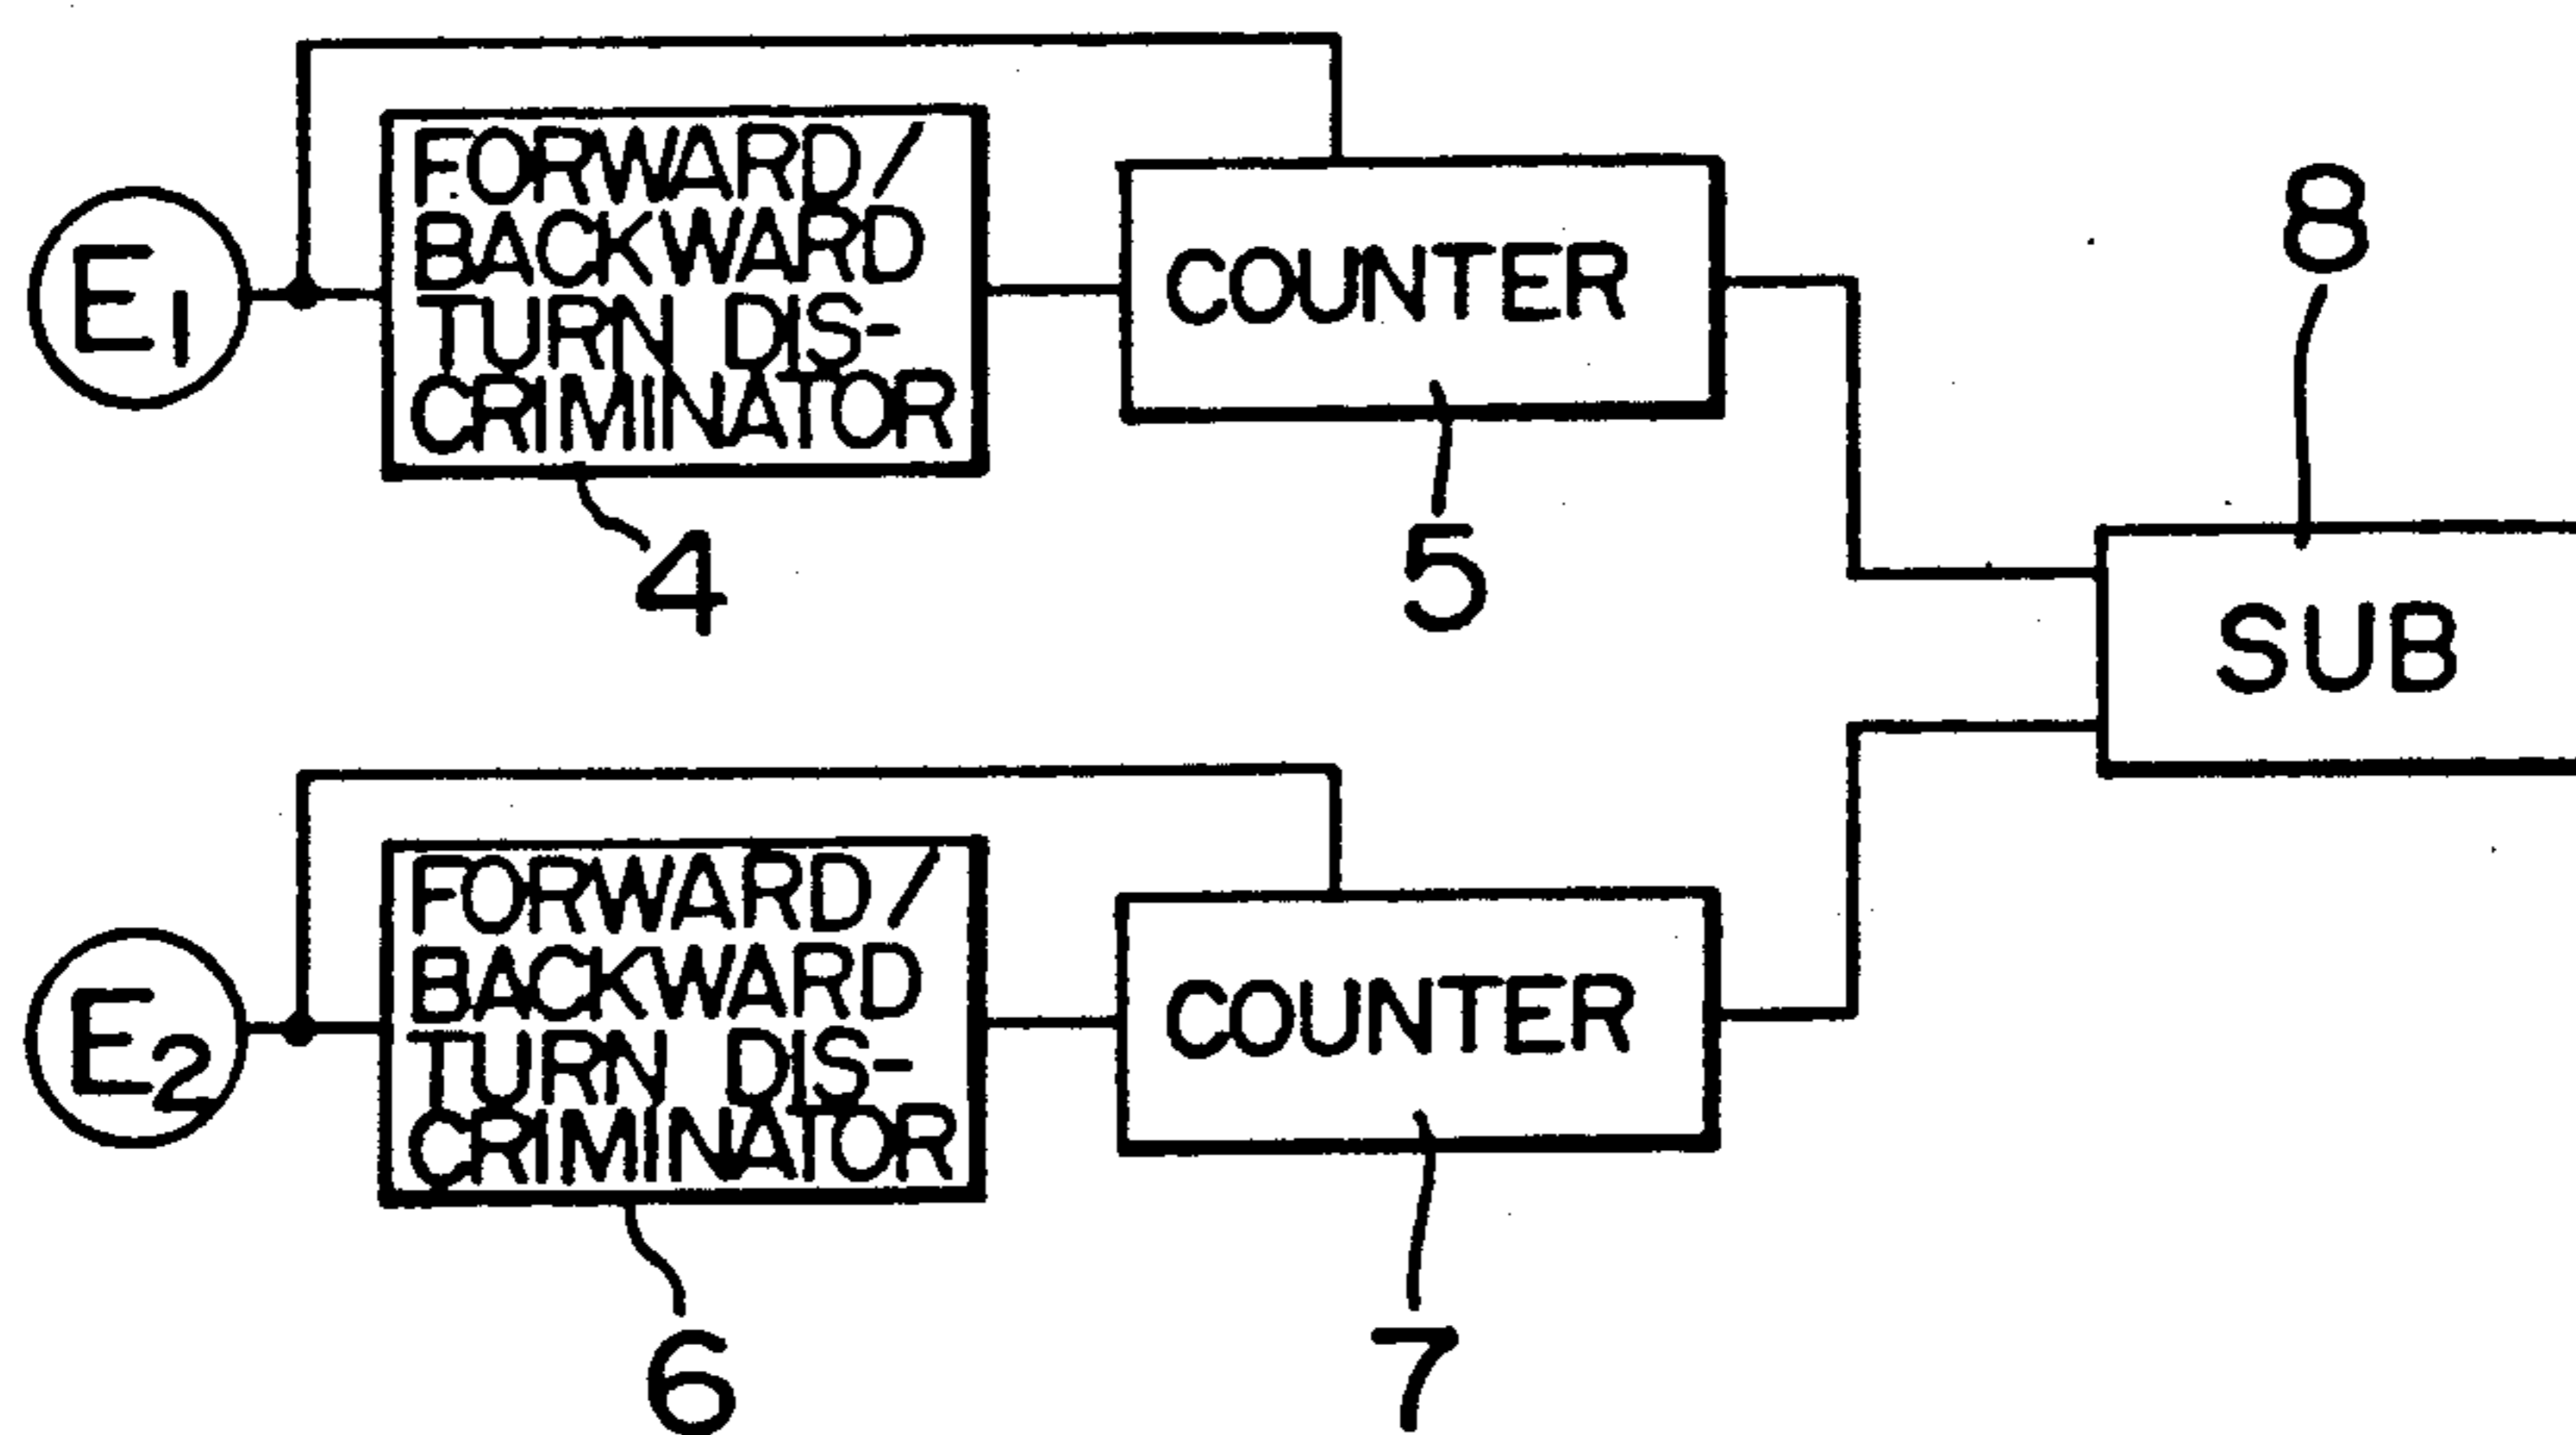 E1
FORWARD/
BACKWARD
TURN DIS-
CRIMINATOR
4
COUNTER
5
8
SUB
E2
FORWARD/
BACKWARD
TURN DIS-
CRIMINATOR
6
COUNTER
7